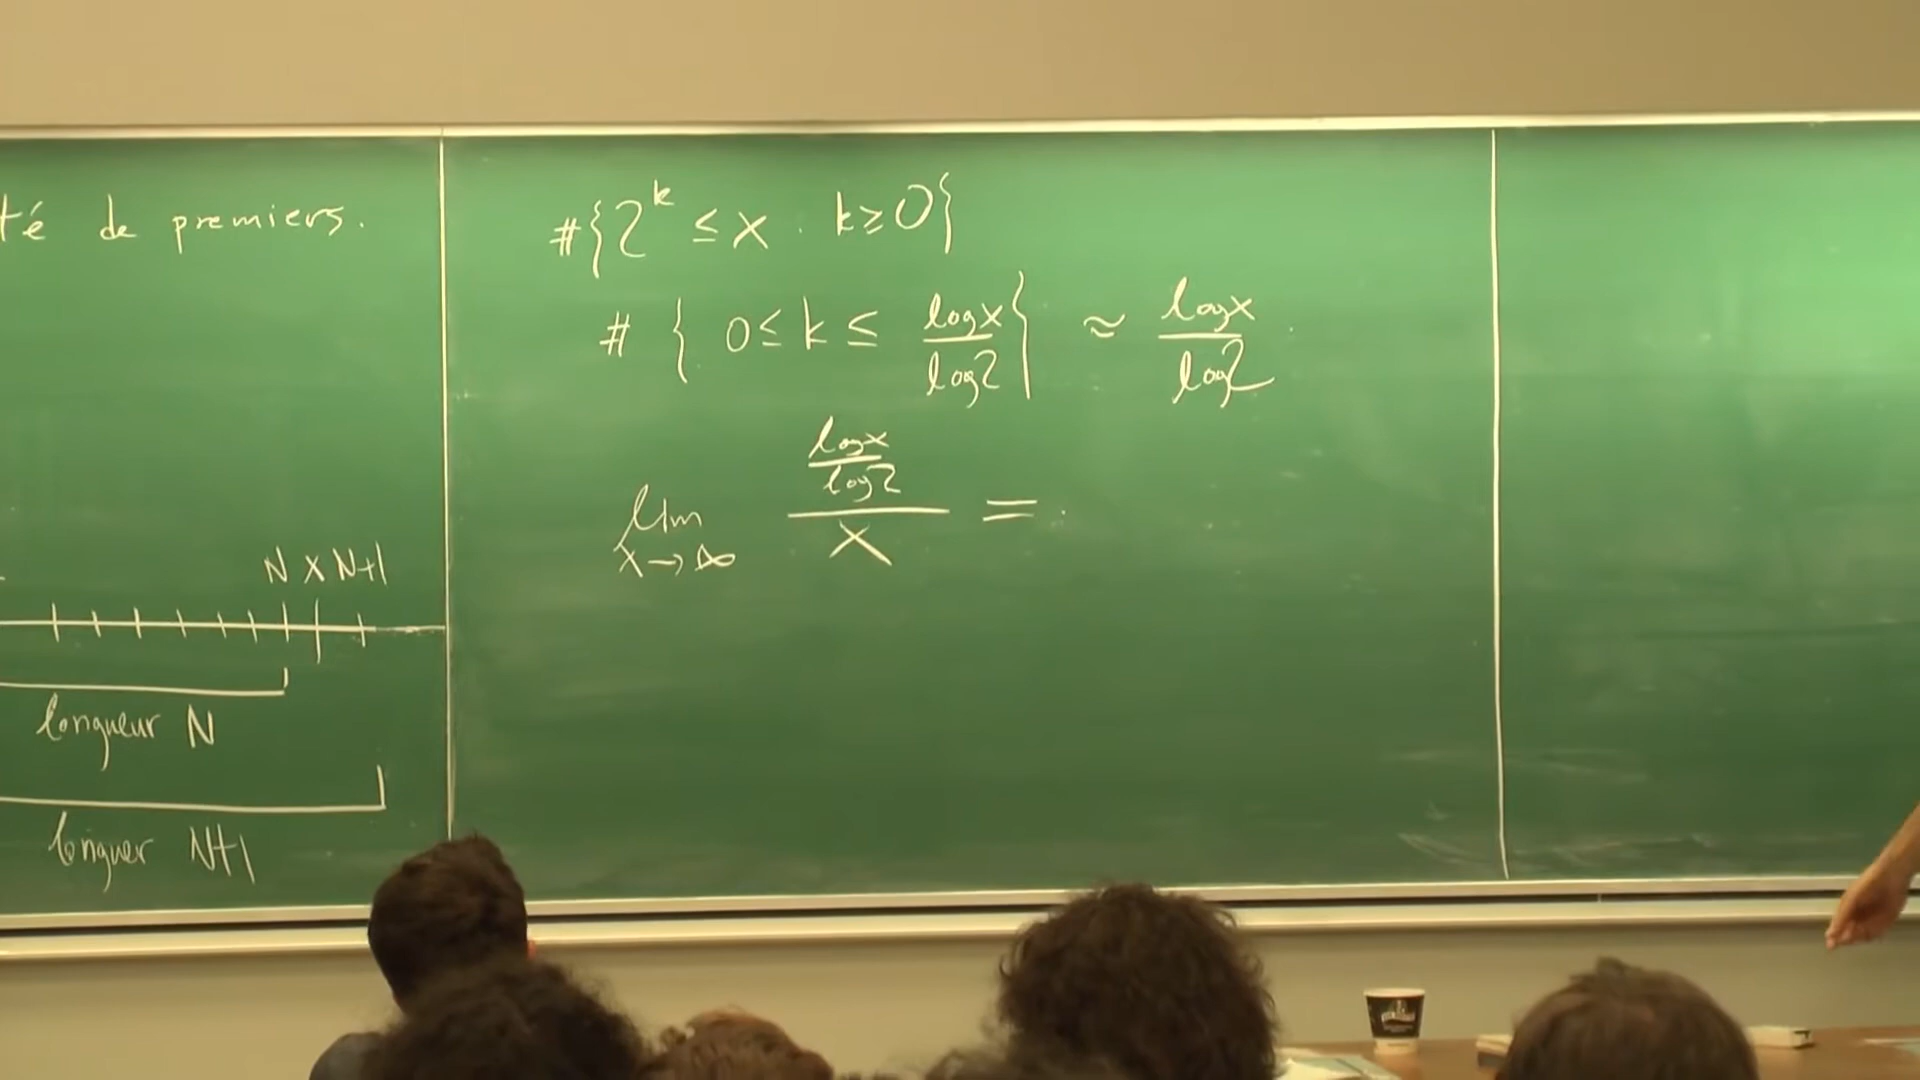 té de premiers.
N X N+1
longueur N
longuer N+1
#{2^k ≤ x : k ≥ 0}
# { 0 ≤ k ≤ log x / log 2 } ≈ log x / log 2
lim x→∞ (log x / log 2) / x =